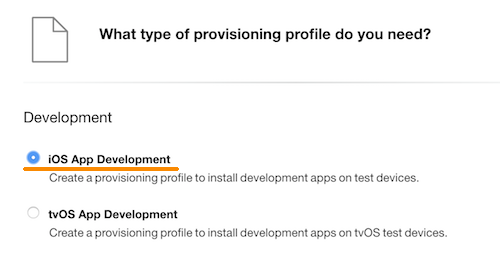 What type of provisioning profile do you need?
Development
iOS App Development
Create a provisioning profile to install development apps on test devices.
tvOS App Development
Create a provisioning profile to install development apps on tvOS test devices.